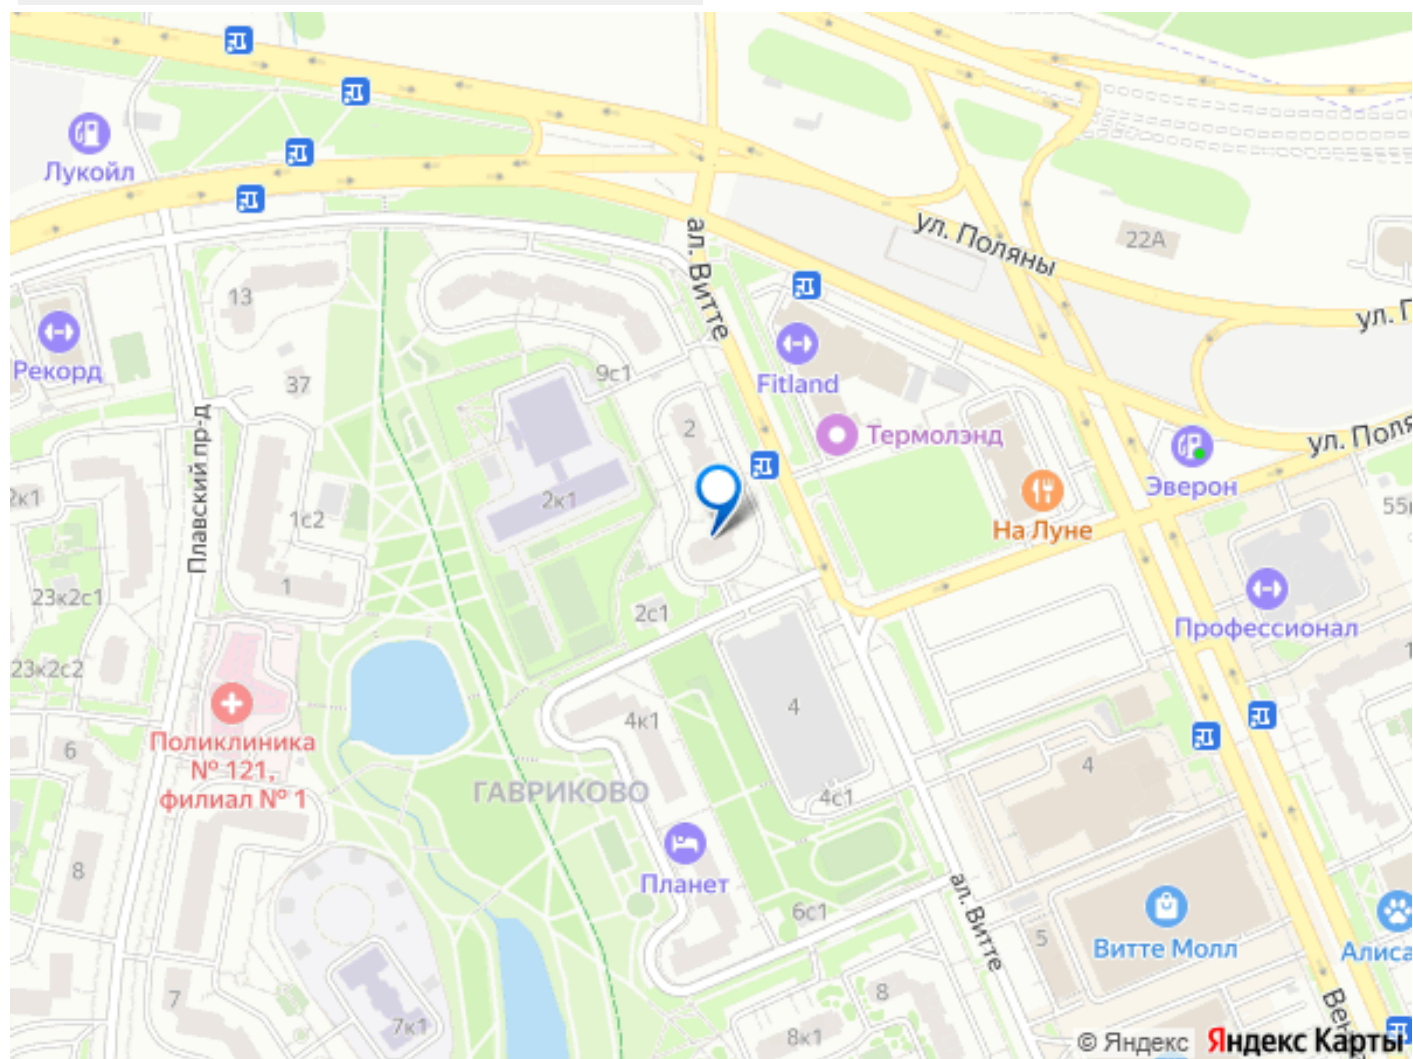 Лукойл
ал. Витте
ул. Поляны
22А
ул. П
13
Рекорд
37
9с1
Fitland
2
Термолэнд
ул. Поля
Плавский пр-д
2к1
1с2
2к1
На Луне
Эверон
55
23к2с1
1
2с1
Профессионал
23к2с2
1
6
Поликлиника
№ 121,
филиал № 1
4к1
4
4
ГАВРИКОВО
4с1
8
Планет
ал. Витте
6с1
5
Витте Молл
Алиса
7
7к1
8
8к1
Вен
© Яндекс Яндекс Карты